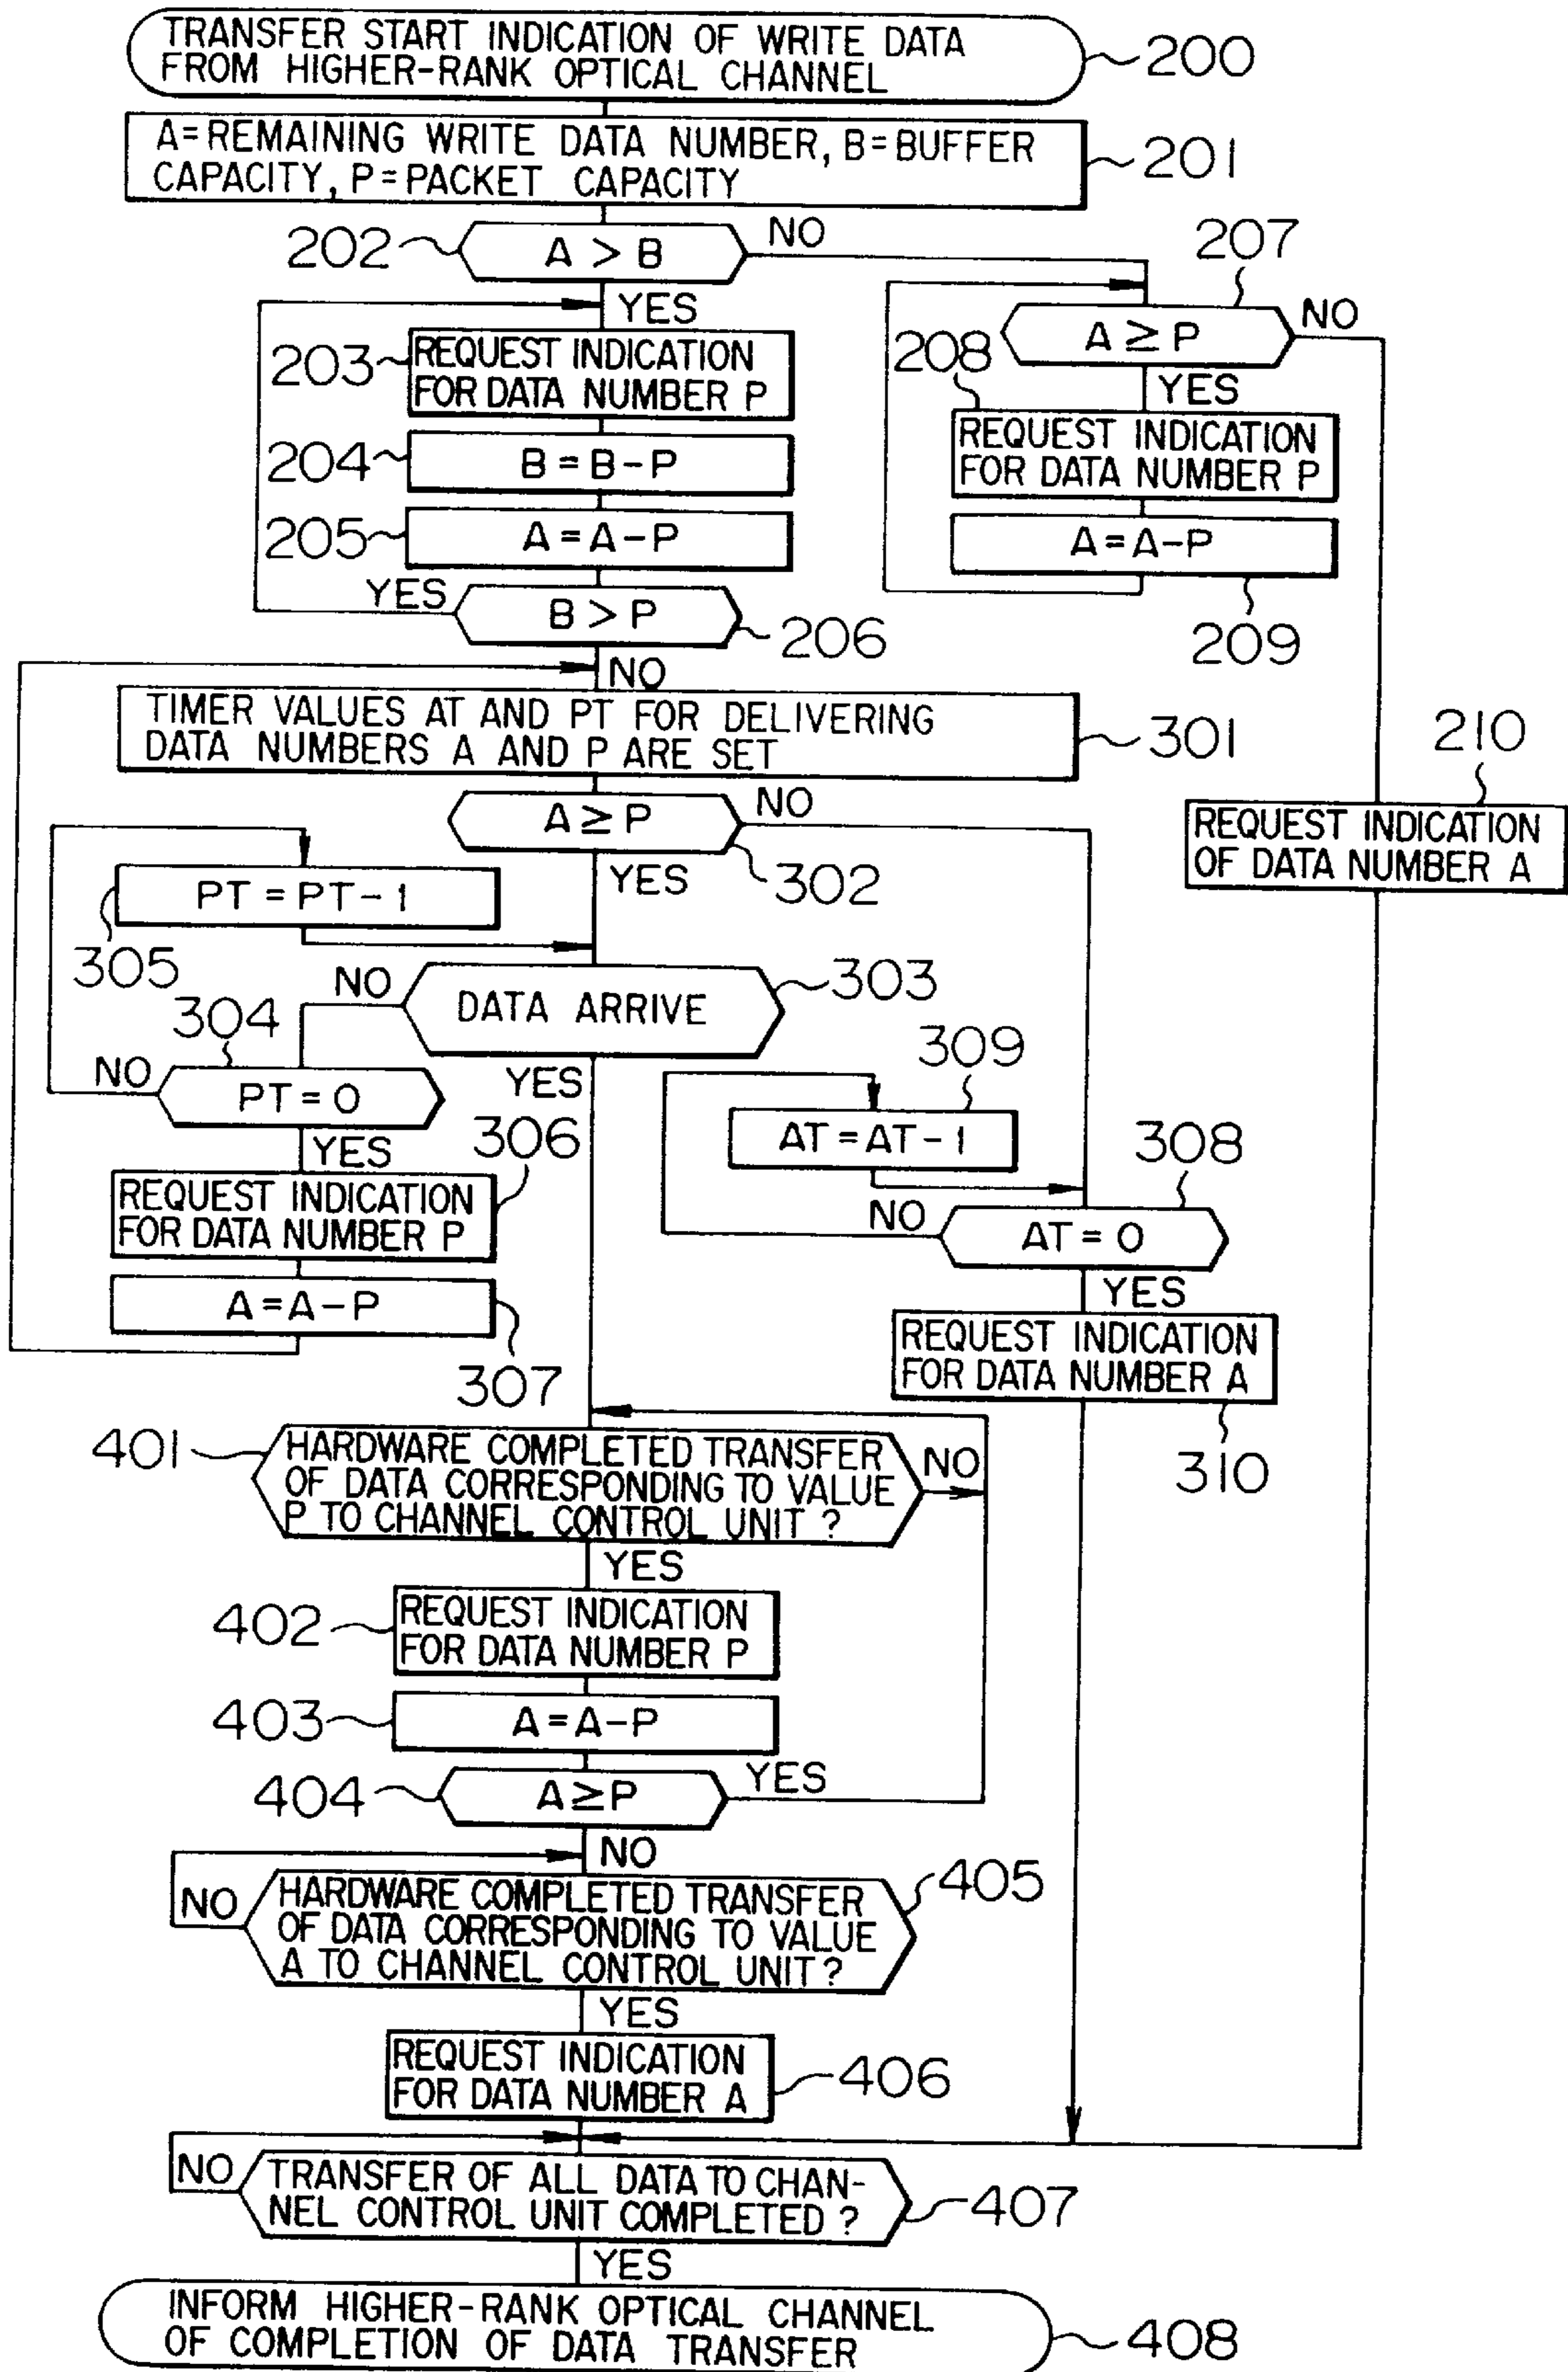 TRANSFER START INDICATION OF WRITE DATA
FROM HIGHER-RANK OPTICAL CHANNEL
200
A=REMAINING WRITE DATA NUMBER, B=BUFFER
CAPACITY, P=PACKET CAPACITY
201
202
A > B
NO
207
YES
A ≥ P
NO
203
REQUEST INDICATION
FOR DATA NUMBER P
208
YES
REQUEST INDICATION
FOR DATA NUMBER P
204
B=B-P
205
A=A-P
A=A-P
209
YES
B > P
206
NO
TIMER VALUES AT AND PT FOR DELIVERING
DATA NUMBERS A AND P ARE SET
301
210
REQUEST INDICATION
OF DATA NUMBER A
A ≥ P
NO
302
YES
PT = PT-1
305
NO
DATA ARRIVE
303
304
NO
PT = 0
YES
309
AT = AT-1
YES
306
308
REQUEST INDICATION
FOR DATA NUMBER P
NO
AT = 0
A=A-P
307
YES
REQUEST INDICATION
FOR DATA NUMBER A
310
401
HARDWARE COMPLETED TRANSFER
OF DATA CORRESPONDING TO VALUE
P TO CHANNEL CONTROL UNIT ?
NO
YES
402
REQUEST INDICATION
FOR DATA NUMBER P
403
A=A-P
404
A≥P
YES
NO
NO
HARDWARE COMPLETED TRANSFER
OF DATA CORRESPONDING TO VALUE
A TO CHANNEL CONTROL UNIT ?
405
YES
REQUEST INDICATION
FOR DATA NUMBER A
406
NO
TRANSFER OF ALL DATA TO CHAN-
NEL CONTROL UNIT COMPLETED ?
407
YES
INFORM HIGHER-RANK OPTICAL CHANNEL
OF COMPLETION OF DATA TRANSFER
408